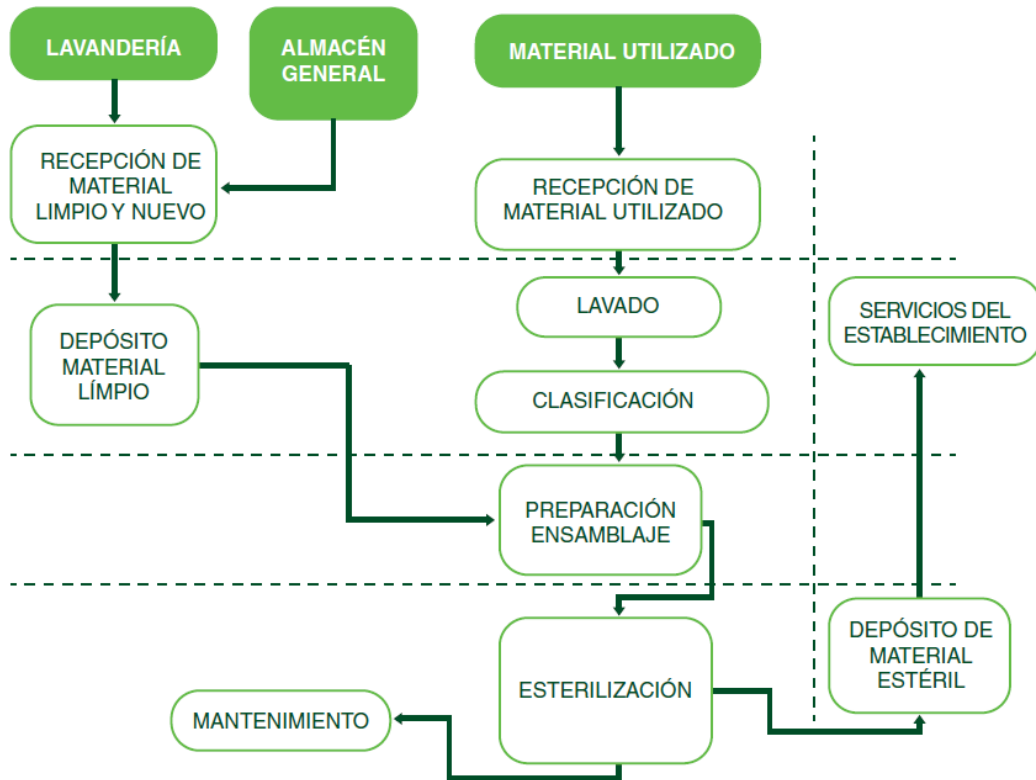 LAVANDERÍA
ALMACÉN
GENERAL
MATERIAL UTILIZADO
RECEPCIÓN DE
MATERIAL
LIMPIO Y NUEVO
RECEPCIÓN DE
MATERIAL UTILIZADO
LAVADO
SERVICIOS DEL
ESTABLECIMIENTO
DEPÓSITO
MATERIAL
LÍMPIO
CLASIFICACIÓN
PREPARACIÓN
ENSAMBLAJE
ESTERILIZACIÓN
DEPÓSITO DE
MATERIAL
ESTÉRIL
MANTENIMIENTO